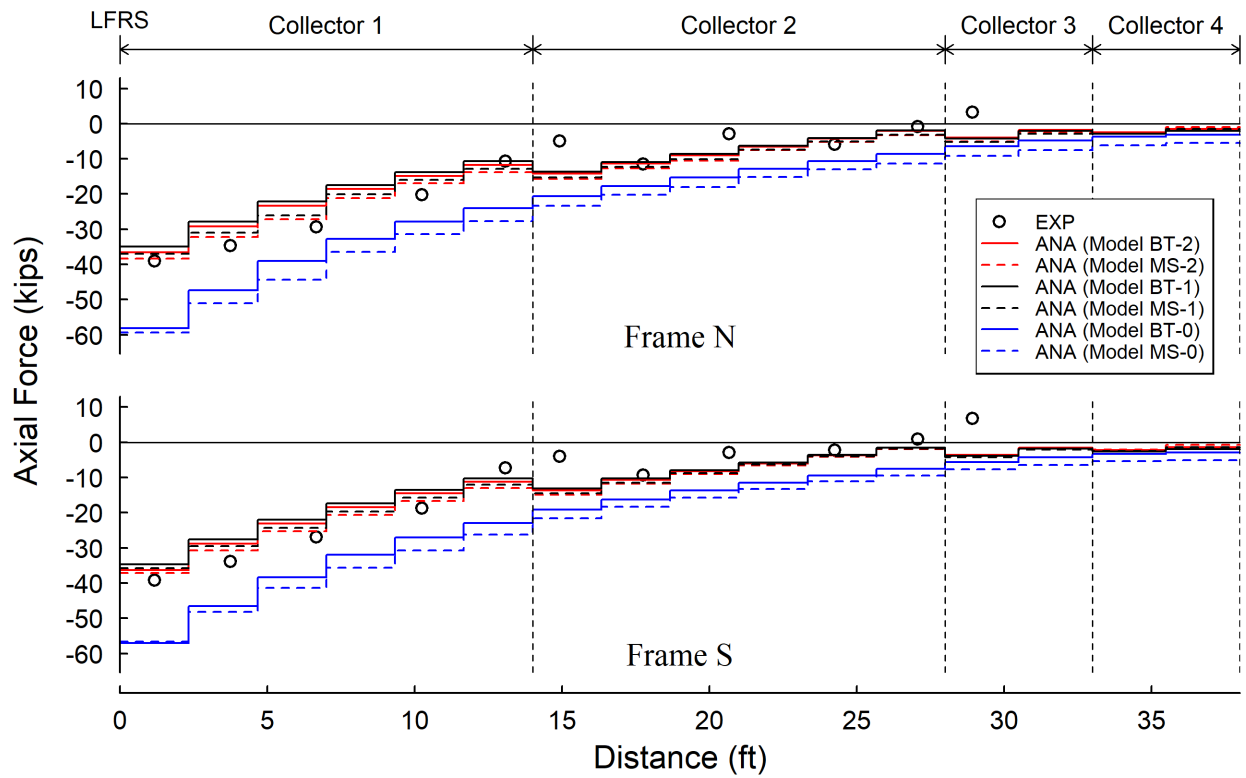 LFRS
Collector 1
Collector 2
Collector 3
Collector 4
Axial Force (kips)
10
0
-10
-20
-30
-40
-50
-60
Frame N
EXP
ANA (Model BT-2)
ANA (Model MS-2)
ANA (Model BT-1)
ANA (Model MS-1)
ANA (Model BT-0)
ANA (Model MS-0)
10
0
-10
-20
-30
-40
-50
-60
Frame S
0 5 10 15 20 25 30 35
Distance (ft)